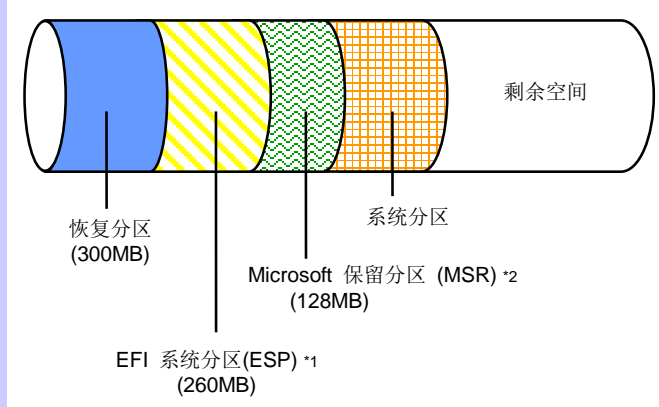 剩余空间
恢复分区
(300MB)
系统分区
Microsoft 保留分区 (MSR) *2
(128MB)
EFI 系统分区(ESP) *1
(260MB)